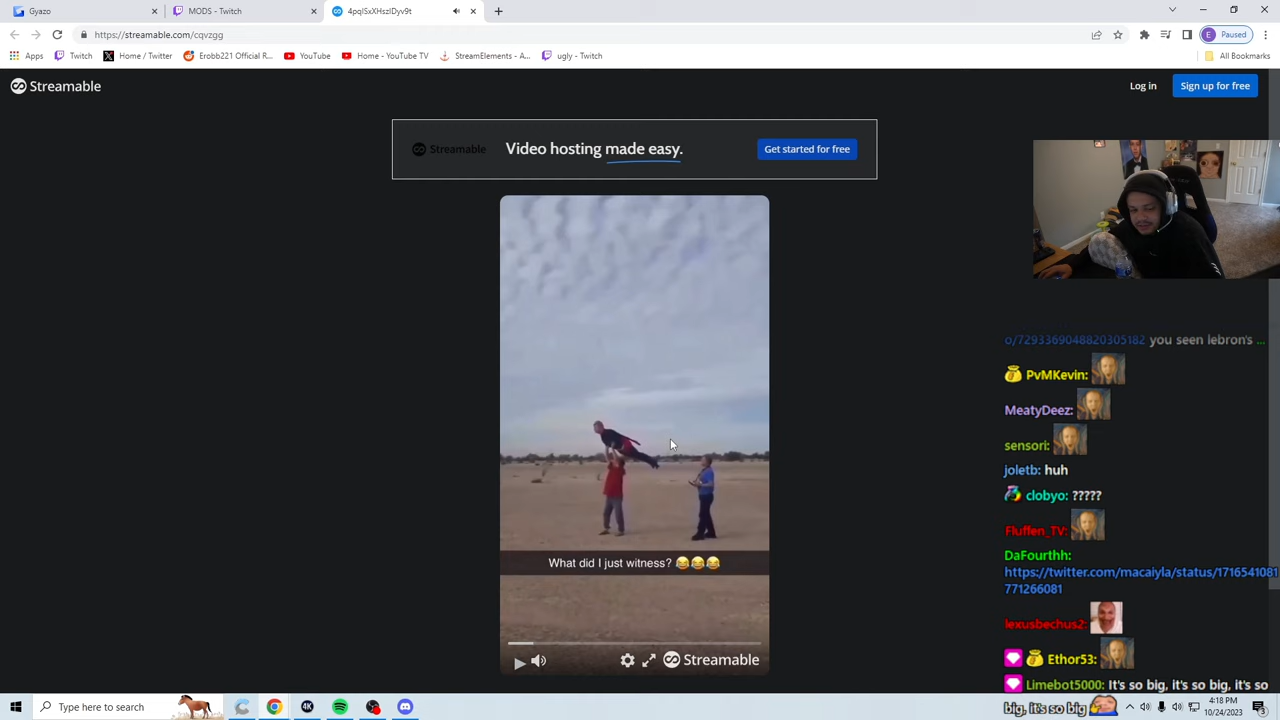 Gyazo
MODS - Twitch
4pqlSxXHszIDyv9t
https://streamable.com/cqvzgg
Paused
Apps
Twitch
Home / Twitter
Erobb221 Official R...
YouTube
Home - YouTube TV
StreamElements - A...
ugly - Twitch
All Bookmarks
Streamable
Log in
Sign up for free
Streamable
Video hosting made easy.
Get started for free
What did I just witness? 😂😂😂
Streamable
o/7293369048820305182 you seen lebron's ...
PvMKevin:
MeatyDeez:
sensori:
joletb: huh
clobyo: ?????
Fluffen_TV:
DaFourthh:
https://twitter.com/macaiyla/status/1716541081
771266081
lexusbechus2:
Ethor53:
Limebot5000: It's so big, it's so big, it's so
big, it's so big
Type here to search
4K
4:18 PM
10/24/2023
3